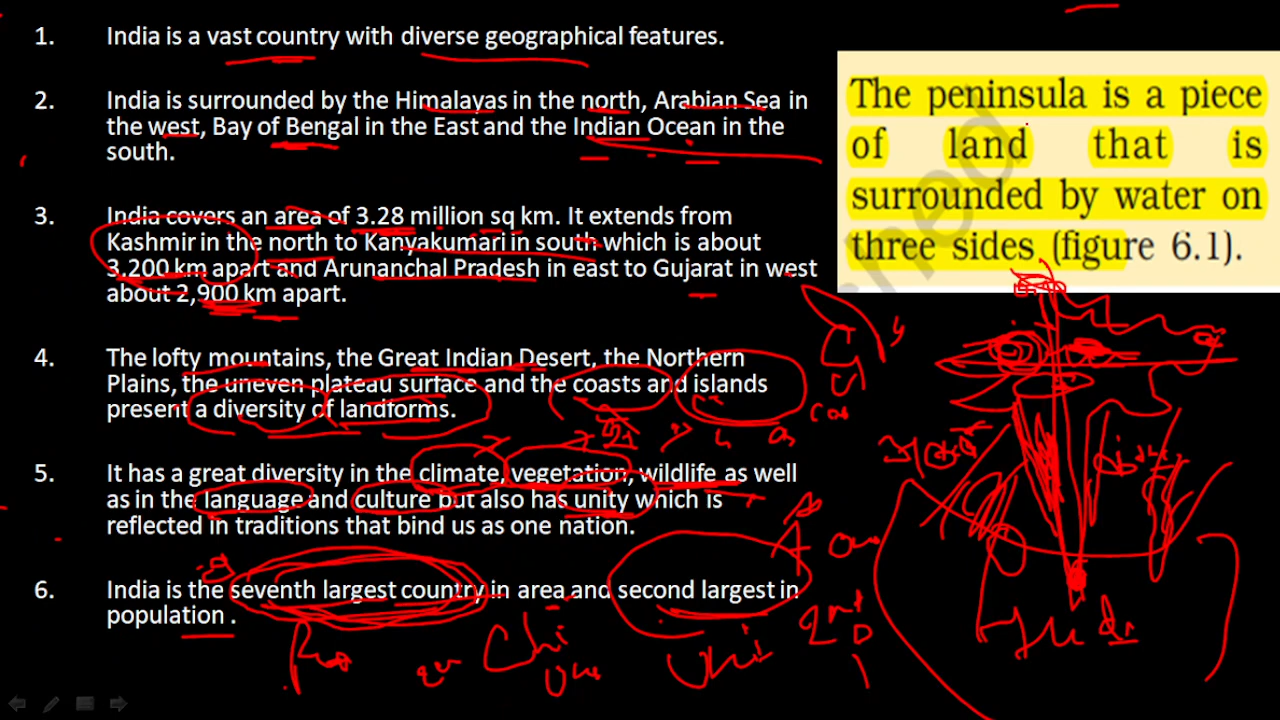 1. India is a vast country with diverse geographical features.
2. India is surrounded by the Himalayas in the north, Arabian Sea in
the west, Bay of Bengal in the East and the Indian Ocean in the
south.
3. India covers an area of 3.28 million sq km. It extends from
Kashmir in the north to Kanyakumari in south which is about
3,200 km apart and Arunanchal Pradesh in east to Gujarat in west
about 2,900 km apart.
4. The lofty mountains, the Great Indian Desert, the Northern
Plains, the uneven plateau surface and the coasts and islands
present a diversity of landforms.
5. It has a great diversity in the climate, vegetation, wildlife as well
as in the language and culture but also has unity which is
reflected in traditions that bind us as one nation.
6. India is the seventh largest country in area and second largest in
population .
The peninsula is a piece
of land that is
surrounded by water on
three sides (figure 6.1).
shed
Chi